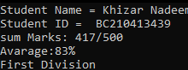 Student Name = Khizar Nadeem
Student ID =  BC210413439
sum Marks: 417/500
Avarage:83%
First Division